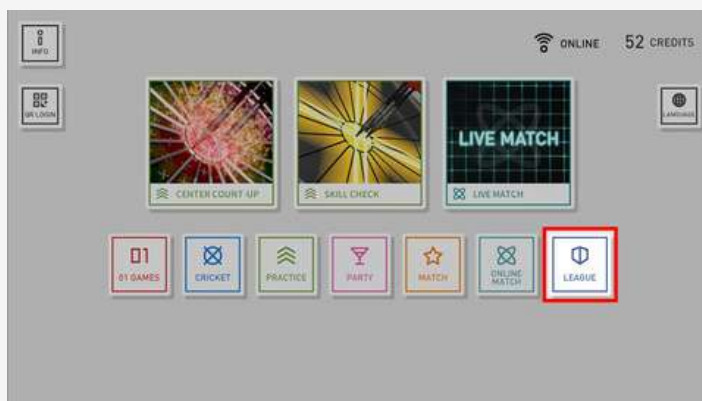 INFO
ONLINE
52 CREDITS
QR LOGIN
LANGUAGE
LIVE MATCH
CENTER COUNT-UP
SKILL CHECK
LIVE MATCH
01
01 GAMES
CRICKET
PRACTICE
PARTY
MATCH
ONLINE
MATCH
LEAGUE